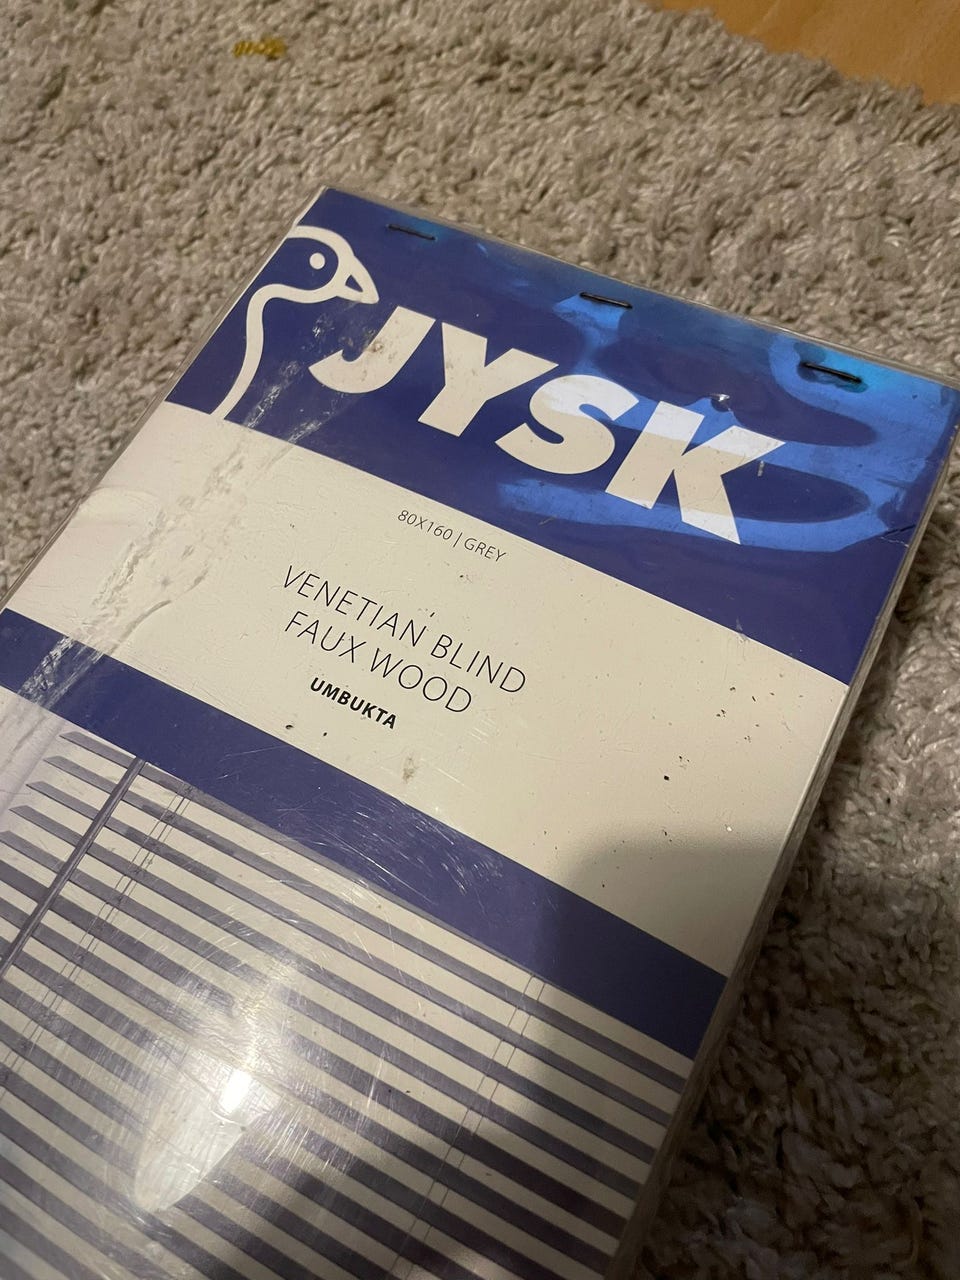 JYSK
80X160 | GREY
VENETIAN BLIND
FAUX WOOD
UMBUKTA